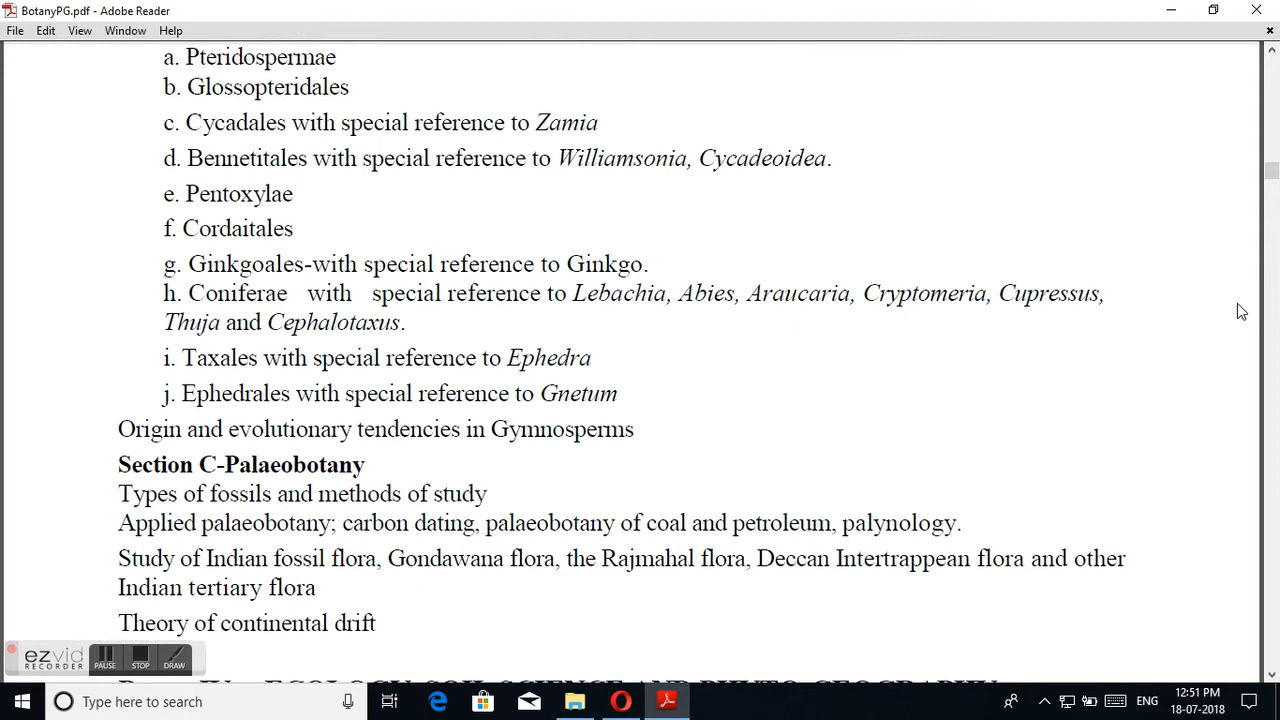 BotanyPG.pdf - Adobe Reader
File Edit View Window Help
a. Pteridospermae
b. Glossopteridales
c. Cycadales with special reference to Zamia
d. Bennetitales with special reference to Williamsonia, Cycadeoidea.
e. Pentoxylae
f. Cordaitales
g. Ginkgoales-with special reference to Ginkgo.
h. Coniferae with special reference to Lebachia, Abies, Araucaria, Cryptomeria, Cupressus,
Thuja and Cephalotaxus.
i. Taxales with special reference to Ephedra
j. Ephedrales with special reference to Gnetum
Origin and evolutionary tendencies in Gymnosperms
Section C-Palaeobotany
Types of fossils and methods of study
Applied palaeobotany; carbon dating, palaeobotany of coal and petroleum, palynology.
Study of Indian fossil flora, Gondawana flora, the Rajmahal flora, Deccan Intertrappean flora and other
Indian tertiary flora
Theory of continental drift
ezvid
RECORDER
PAUSE STOP DRAW
ECOLOGY, SOIL SCIENCE AND PHYTO-GEOGRAPHY
Type here to search
ENG
12:51 PM
18-07-2018